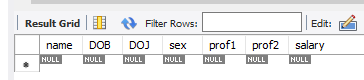 Result Grid Filter Rows: Edit:
name DOB DOJ sex prof1 prof2 salary
NULL NULL NULL NULL NULL NULL NULL